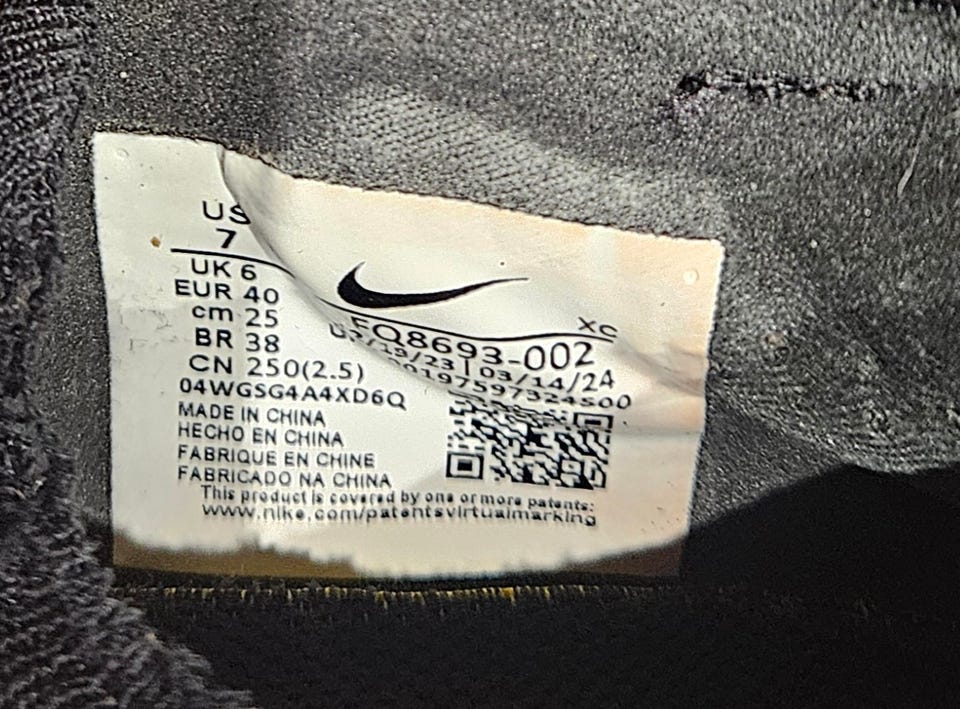 US
7
UK 6
EUR 40
cm 25
BR 38
CN 250(2.5)
04WGSG4A4XD6Q
MADE IN CHINA
HECHO EN CHINA
FABRIQUE EN CHINE
FABRICADO NA CHINA
XC
FQ8693-002
03/14/24
00197597324500
This product is covered by one or more patents:
www.nike.com/patentsvirtualmarking